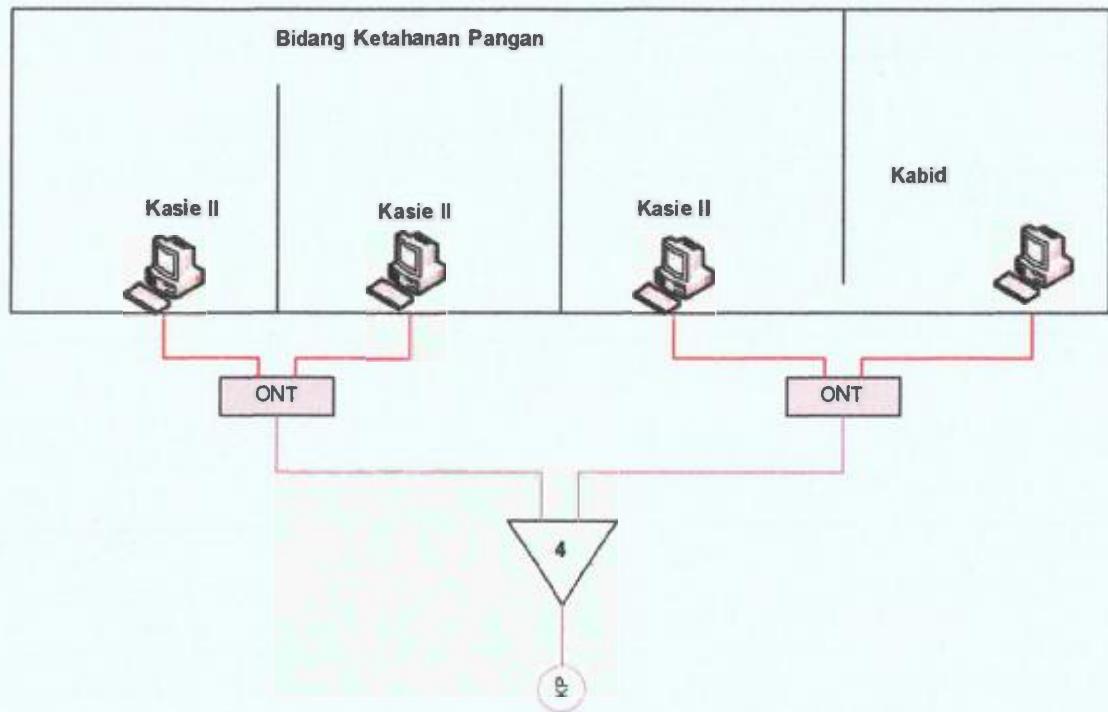 Bidang Ketahanan Pangan
Kabid
Kasie II
Kasie II
Kasie II
ONT
ONT
4
KP